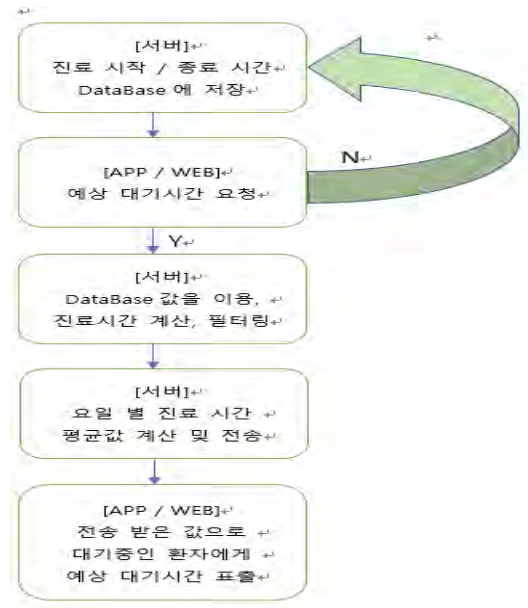 [서버]
진료 시작 / 종료 시간
DataBase 에 저장
[APP / WEB]
예상 대기시간 요청
N
Y
[서버]
DataBase 값을 이용,
진료시간 계산, 필터링
[서버]
요일 별 진료 시간
평균값 계산 및 전송
[APP / WEB]
전송 받은 값으로
대기중인 환자에게
예상 대기시간 표출